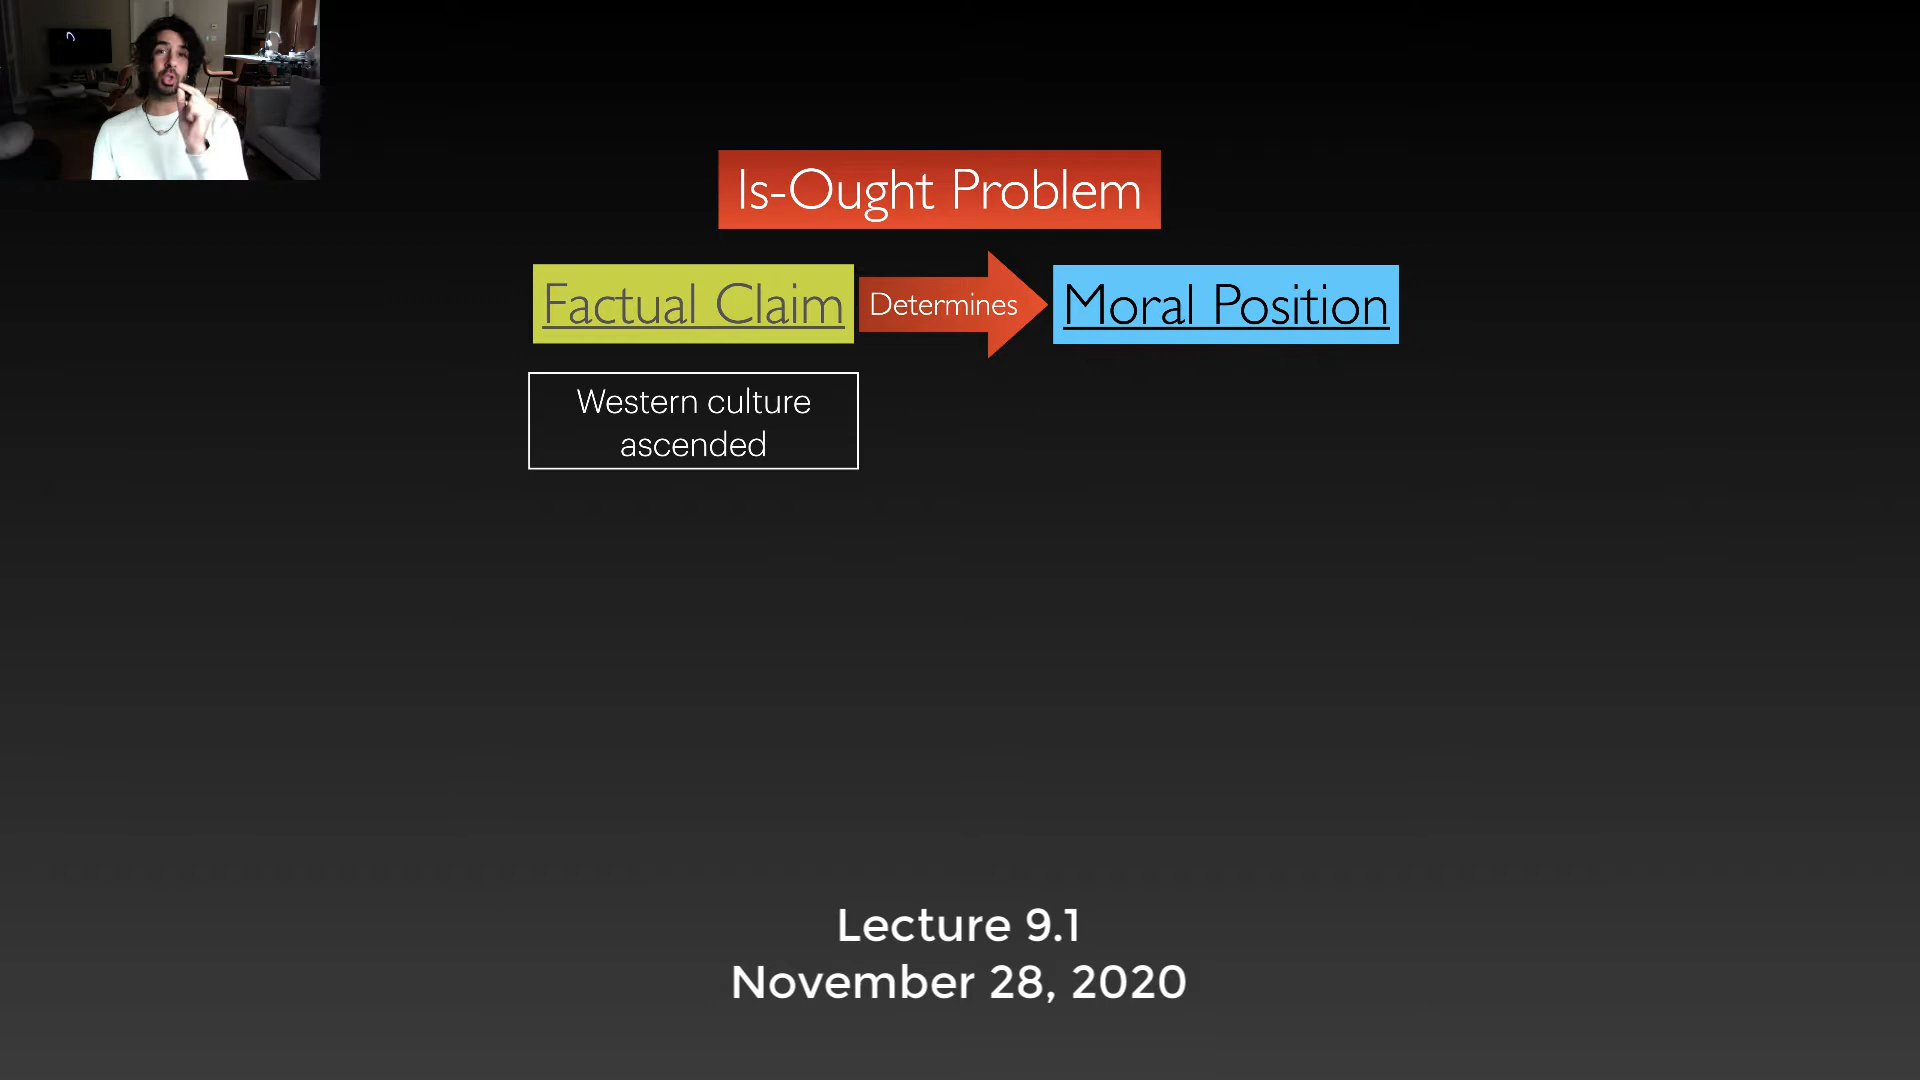 Is-Ought Problem
Factual Claim
Determines
Moral Position
Western culture
ascended
Lecture 9.1
November 28, 2020